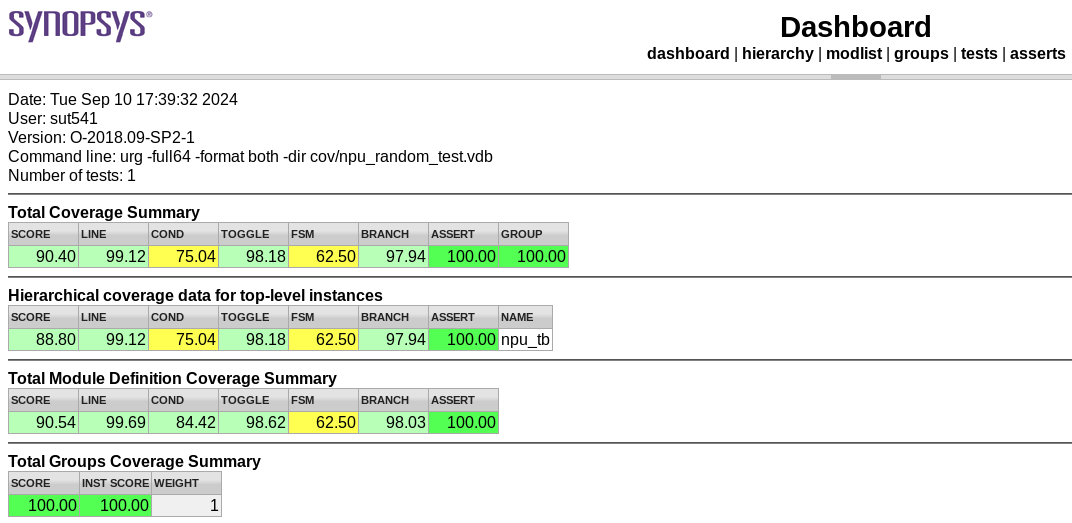 SYNOPSYS®
Dashboard
dashboard | hierarchy | modlist | groups | tests | asserts
Date: Tue Sep 10 17:39:32 2024
User: sut541
Version: O-2018.09-SP2-1
Command line: urg -full64 -format both -dir cov/npu_random_test.vdb
Number of tests: 1
Total Coverage Summary
SCORE LINE COND TOGGLE FSM BRANCH ASSERT GROUP
90.40 99.12 75.04 98.18 62.50 97.94 100.00 100.00
Hierarchical coverage data for top-level instances
SCORE LINE COND TOGGLE FSM BRANCH ASSERT NAME
88.80 99.12 75.04 98.18 62.50 97.94 100.00 npu_tb
Total Module Definition Coverage Summary
SCORE LINE COND TOGGLE FSM BRANCH ASSERT
90.54 99.69 84.42 98.62 62.50 98.03 100.00
Total Groups Coverage Summary
SCORE INST SCORE WEIGHT
100.00 100.00 1